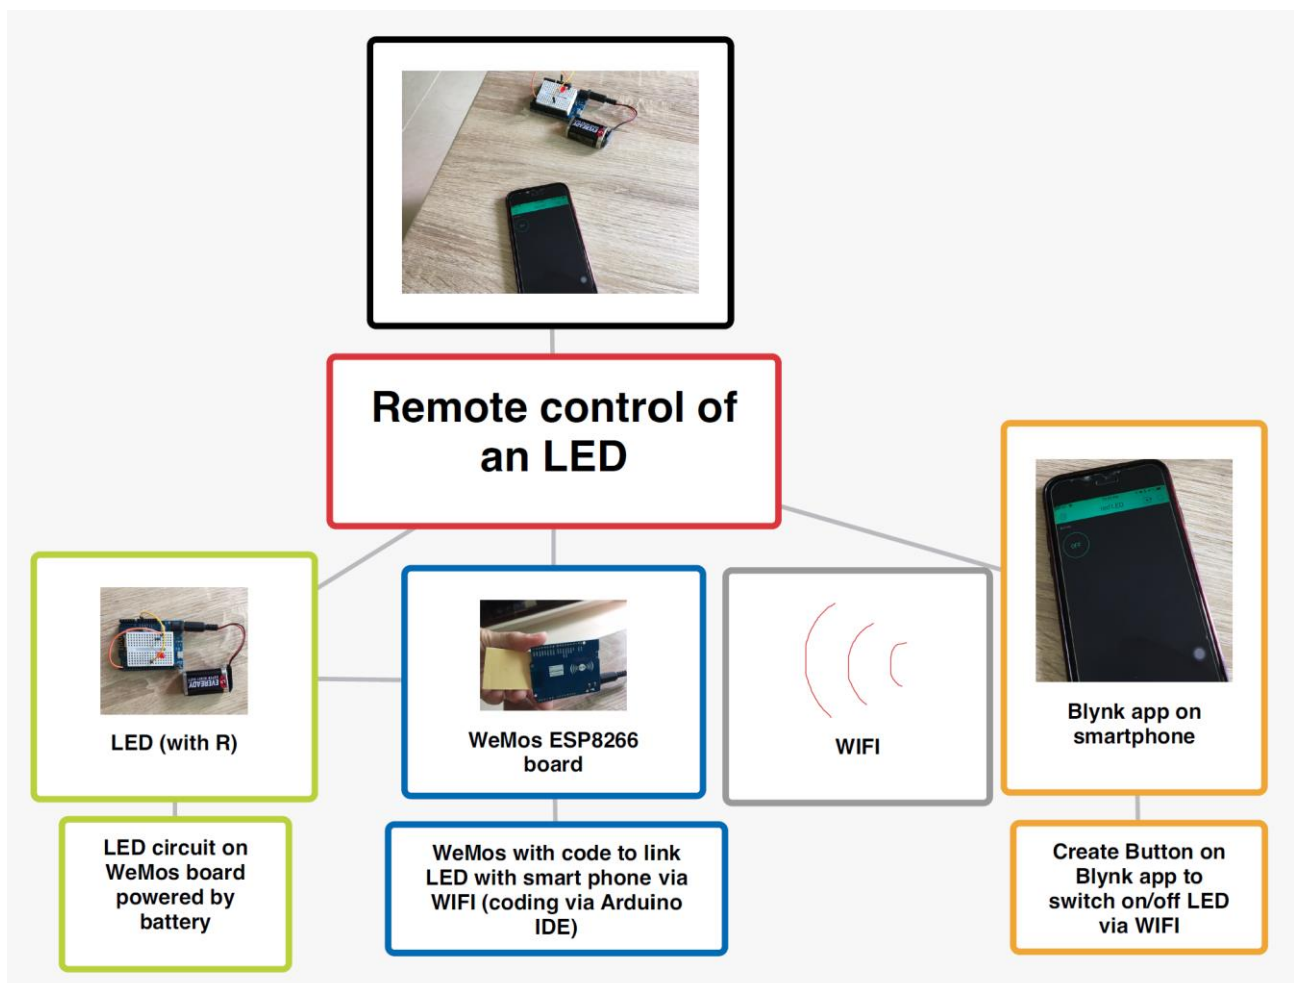 Remote control of
an LED
EVEREADY
LED (with R)
WeMos ESP8266
board
WIFI
OFF
Blynk app on
smartphone
LED circuit on
WeMos board
powered by
battery
WeMos with code to link
LED with smart phone via
WIFI (coding via Arduino
IDE)
Create Button on
Blynk app to
switch on/off LED
via WIFI